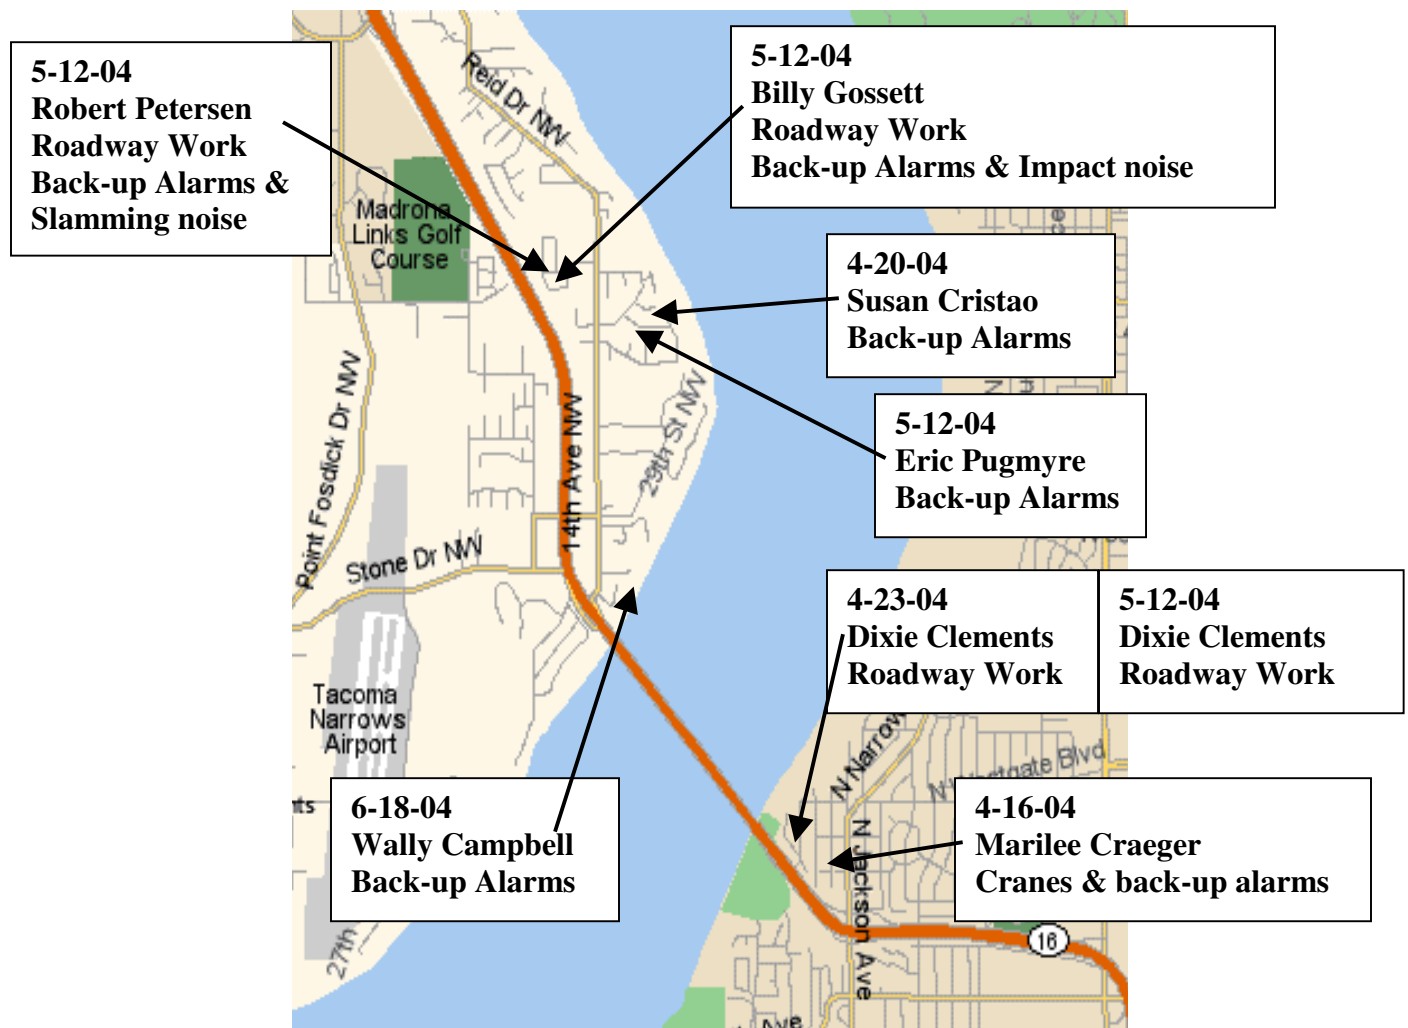 5-12-04
Robert Petersen
Roadway Work
Back-up Alarms &
Slamming noise
5-12-04
Billy Gossett
Roadway Work
Back-up Alarms & Impact noise
Reid Dr NW
Madrona
Links Golf
Course
4-20-04
Susan Cristao
Back-up Alarms
5-12-04
Eric Pugmyre
Back-up Alarms
Point Fosdick Dr NW
14th Ave NW
29th St NW
Stone Dr NW
4-23-04
Dixie Clements
Roadway Work
5-12-04
Dixie Clements
Roadway Work
Tacoma
Narrows
Airport
N Narrow
N Westgate Blvd
6-18-04
Wally Campbell
Back-up Alarms
4-16-04
Marilee Craeger
Cranes & back-up alarms
N Jackson Ave
16
27th
Ave